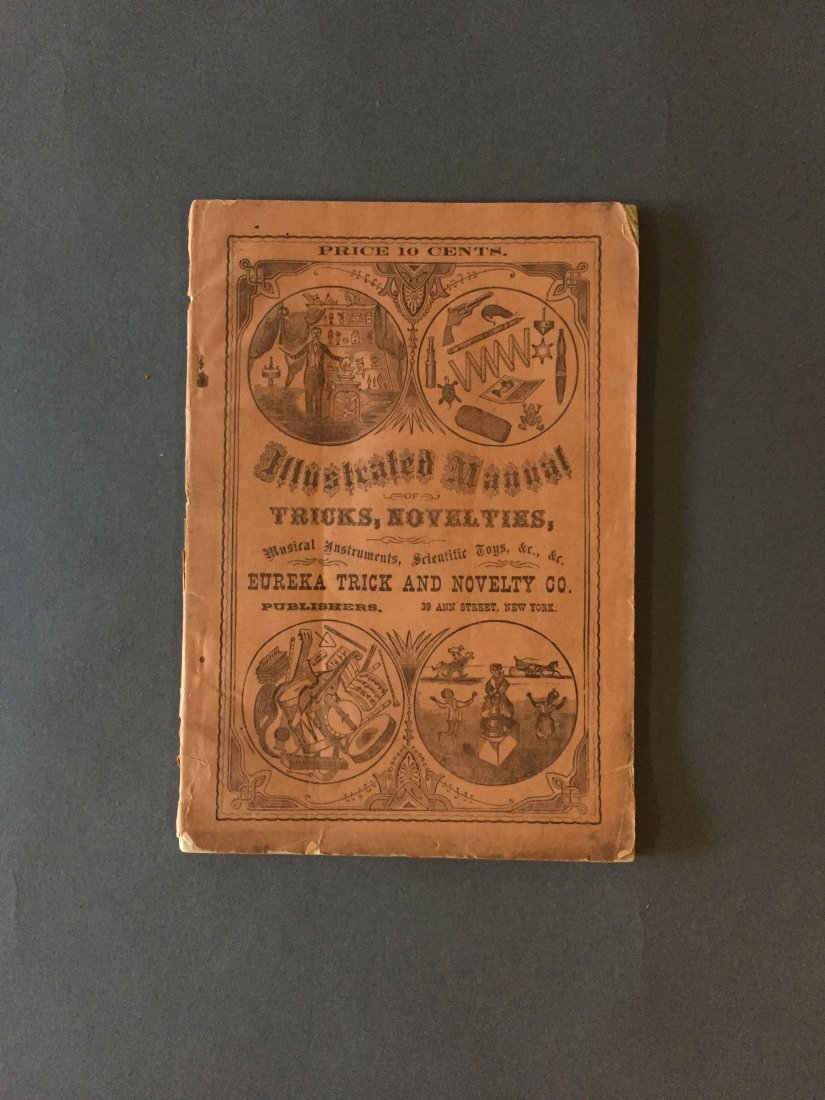 PRICE 10 CENTS.
Illustrated Manual
OF
TRICKS, NOVELTIES,
Musical Instruments, Scientific Toys, &c., &c.
EUREKA TRICK AND NOVELTY CO.
PUBLISHERS. 39 ANN STREET, NEW YORK.